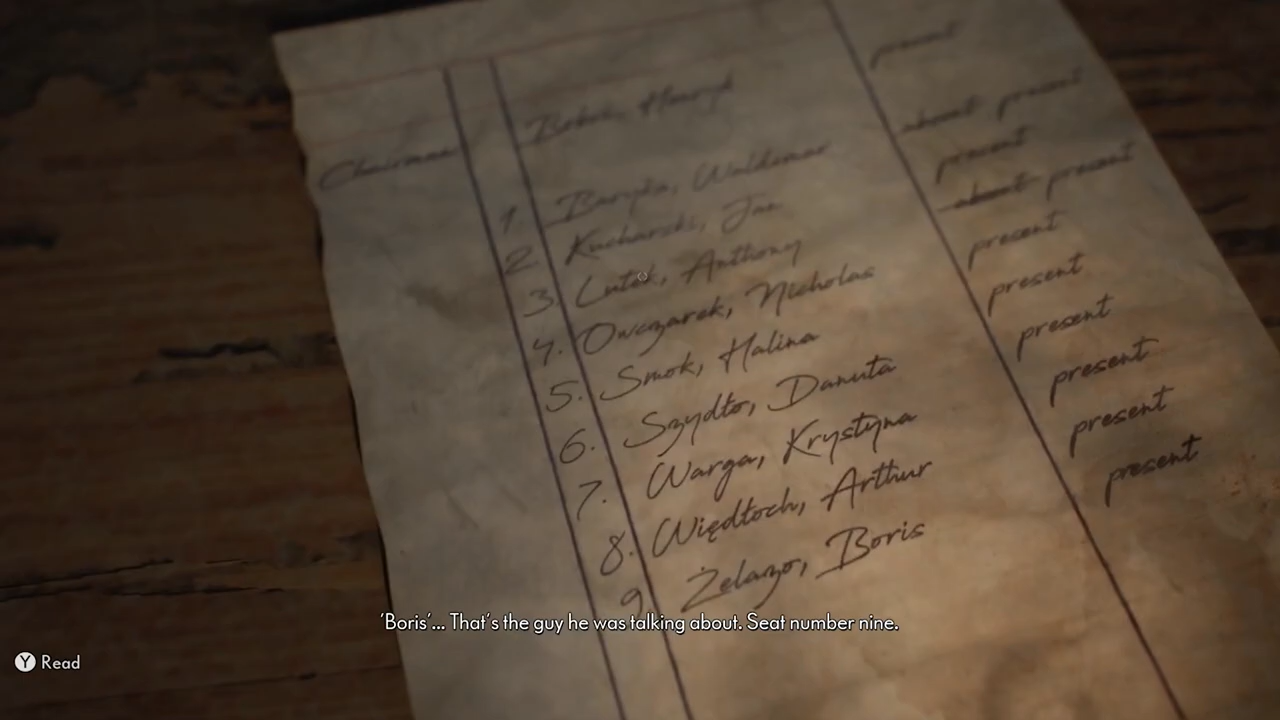 Henryk present
Chairman
1. Baryła, Waldemar absent present
2. Kucharski, Jan present
3. Lutek, Anthony absent present
4. Owczarek, Nicholas present
5. Smok, Halina present
6. Szydło, Danuta present
7. Warga, Krystyna present
8. Więdłoch, Arthur present
9 Żelazo, Boris present
'Boris'... That's the guy he was talking about. Seat number nine.
Y Read